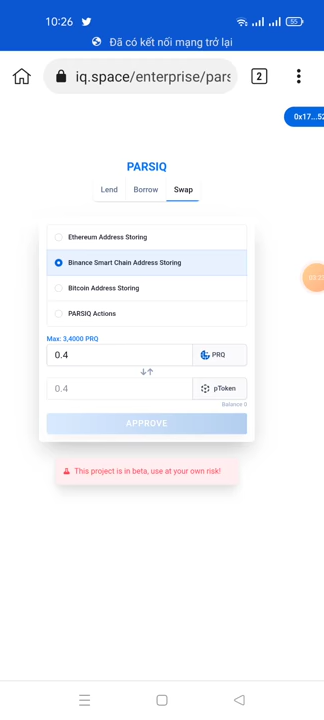 10:26
55
Đã có kết nối mạng trở lại
iq.space/enterprise/pars
2
0x17...52
PARSIQ
Lend Borrow Swap
Ethereum Address Storing
Binance Smart Chain Address Storing
Bitcoin Address Storing
PARSIQ Actions
Max: 3,4000 PRQ
0.4 PRQ
0.4 pToken
Balance 0
APPROVE
This project is in beta, use at your own risk!